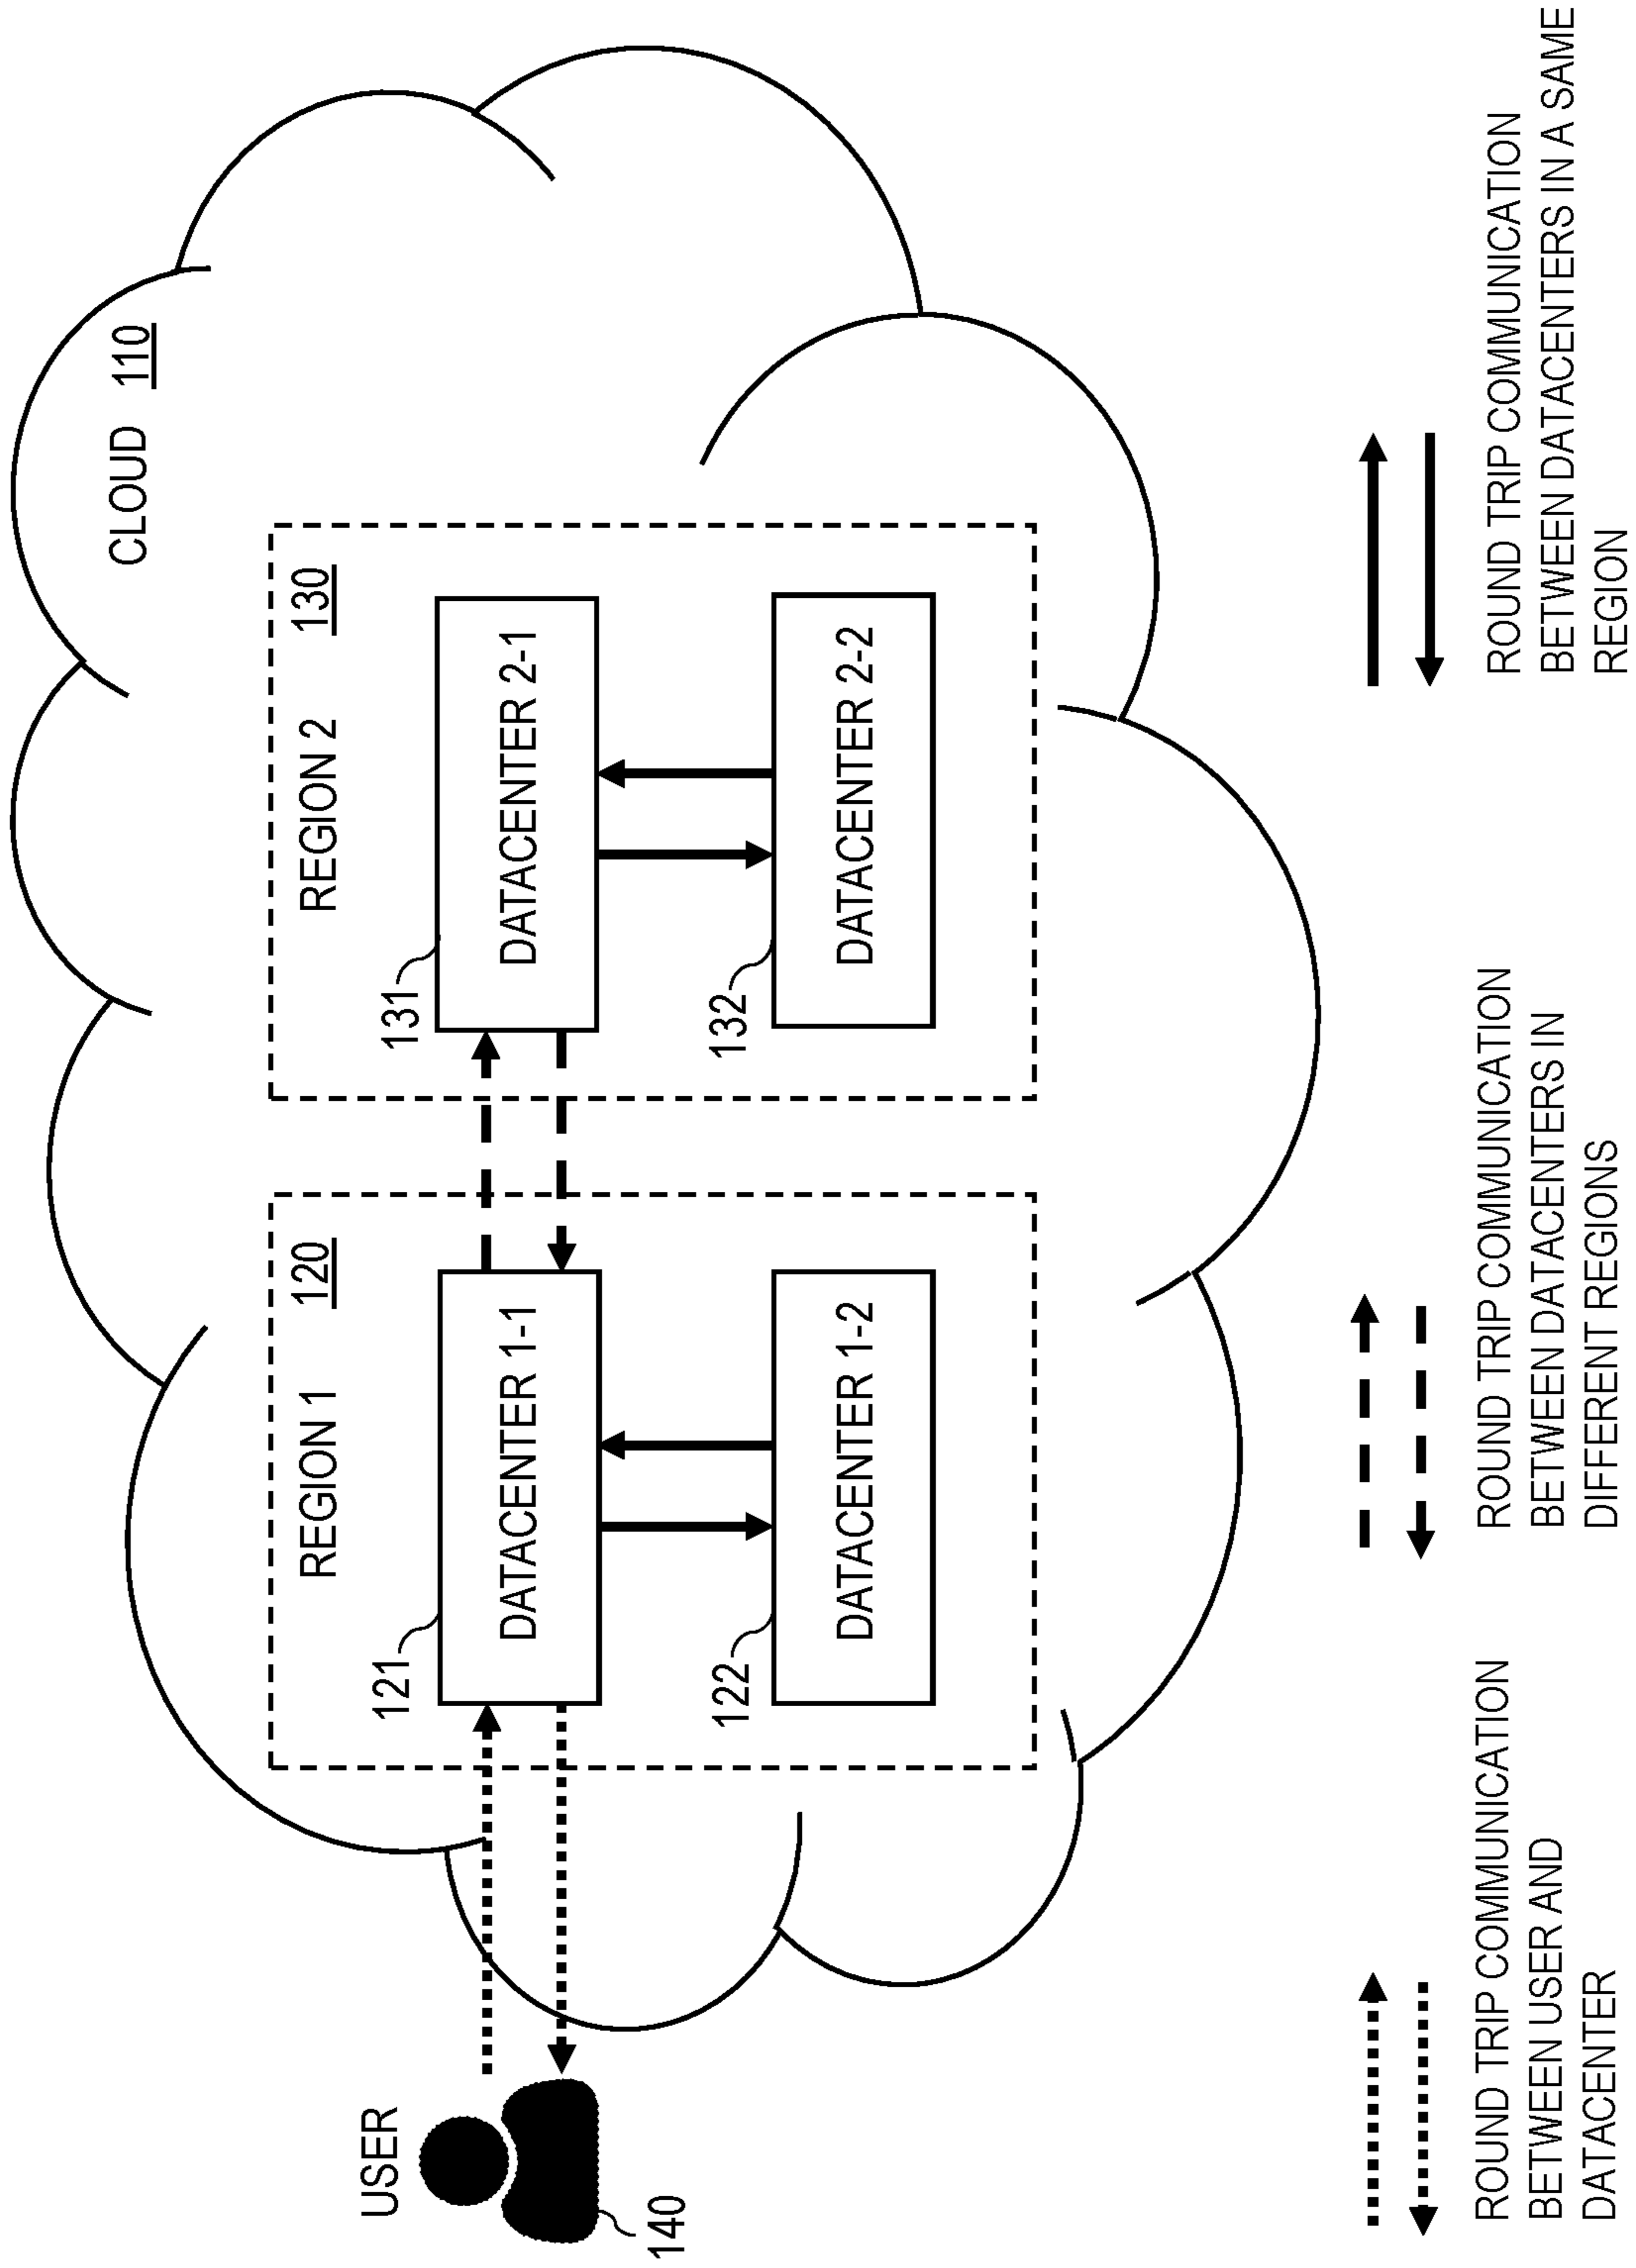 CLOUD 110
REGION 1 120
REGION 2 130
USER
121
DATACENTER 1-1
131
DATACENTER 2-1
140
122
DATACENTER 1-2
132
DATACENTER 2-2
ROUND TRIP COMMUNICATION
BETWEEN USER AND
DATACENTER
ROUND TRIP COMMUNICATION
BETWEEN DATACENTERS IN
DIFFERENT REGIONS
ROUND TRIP COMMUNICATION
BETWEEN DATACENTERS IN A SAME
REGION